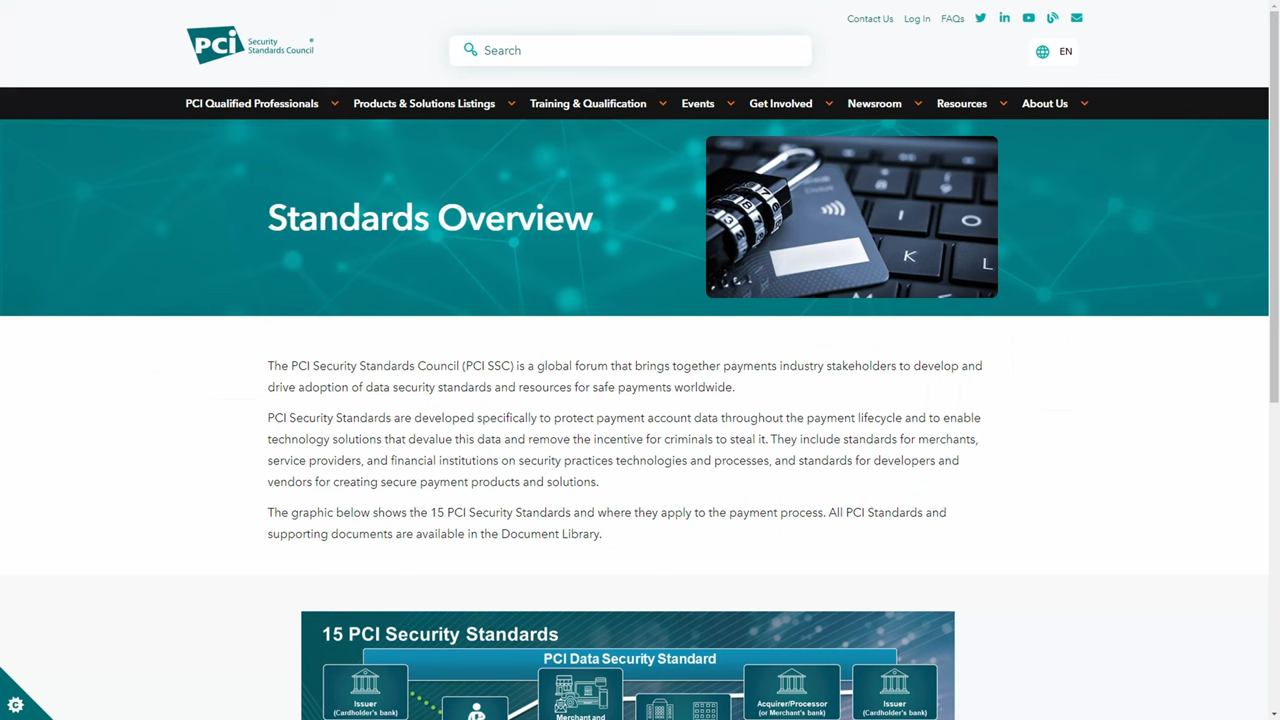 Contact Us Log In FAQs
PCi Security Standards Council ®
Search
EN
PCI Qualified Professionals Products & Solutions Listings Training & Qualification Events Get Involved Newsroom Resources About Us
Standards Overview
The PCI Security Standards Council (PCI SSC) is a global forum that brings together payments industry stakeholders to develop and
drive adoption of data security standards and resources for safe payments worldwide.
PCI Security Standards are developed specifically to protect payment account data throughout the payment lifecycle and to enable
technology solutions that devalue this data and remove the incentive for criminals to steal it. They include standards for merchants,
service providers, and financial institutions on security practices technologies and processes, and standards for developers and
vendors for creating secure payment products and solutions.
The graphic below shows the 15 PCI Security Standards and where they apply to the payment process. All PCI Standards and
supporting documents are available in the Document Library.
15 PCI Security Standards
PCI Data Security Standard
Issuer
(Cardholder's bank)
Merchant and
Acquirer/Processor
(or Merchant's bank)
Issuer
(Cardholder's bank)